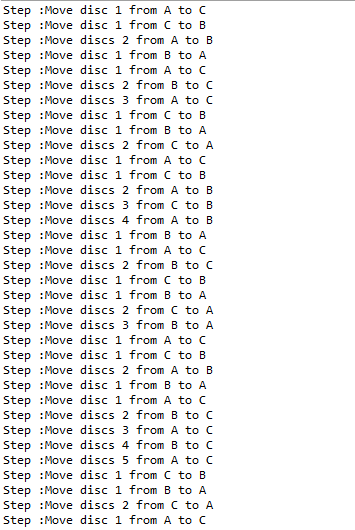 Step :Move disc 1 from A to C
Step :Move disc 1 from C to B
Step :Move discs 2 from A to B
Step :Move disc 1 from B to A
Step :Move disc 1 from A to C
Step :Move discs 2 from B to C
Step :Move discs 3 from A to C
Step :Move disc 1 from C to B
Step :Move disc 1 from B to A
Step :Move discs 2 from C to A
Step :Move disc 1 from A to C
Step :Move disc 1 from C to B
Step :Move discs 2 from A to B
Step :Move discs 3 from C to B
Step :Move discs 4 from A to B
Step :Move disc 1 from B to A
Step :Move disc 1 from A to C
Step :Move discs 2 from B to C
Step :Move disc 1 from C to B
Step :Move disc 1 from B to A
Step :Move discs 2 from C to A
Step :Move discs 3 from B to A
Step :Move disc 1 from A to C
Step :Move disc 1 from C to B
Step :Move discs 2 from A to B
Step :Move disc 1 from B to A
Step :Move disc 1 from A to C
Step :Move discs 2 from B to C
Step :Move discs 3 from A to C
Step :Move discs 4 from B to C
Step :Move discs 5 from A to C
Step :Move disc 1 from C to B
Step :Move disc 1 from B to A
Step :Move discs 2 from C to A
Step :Move disc 1 from A to C